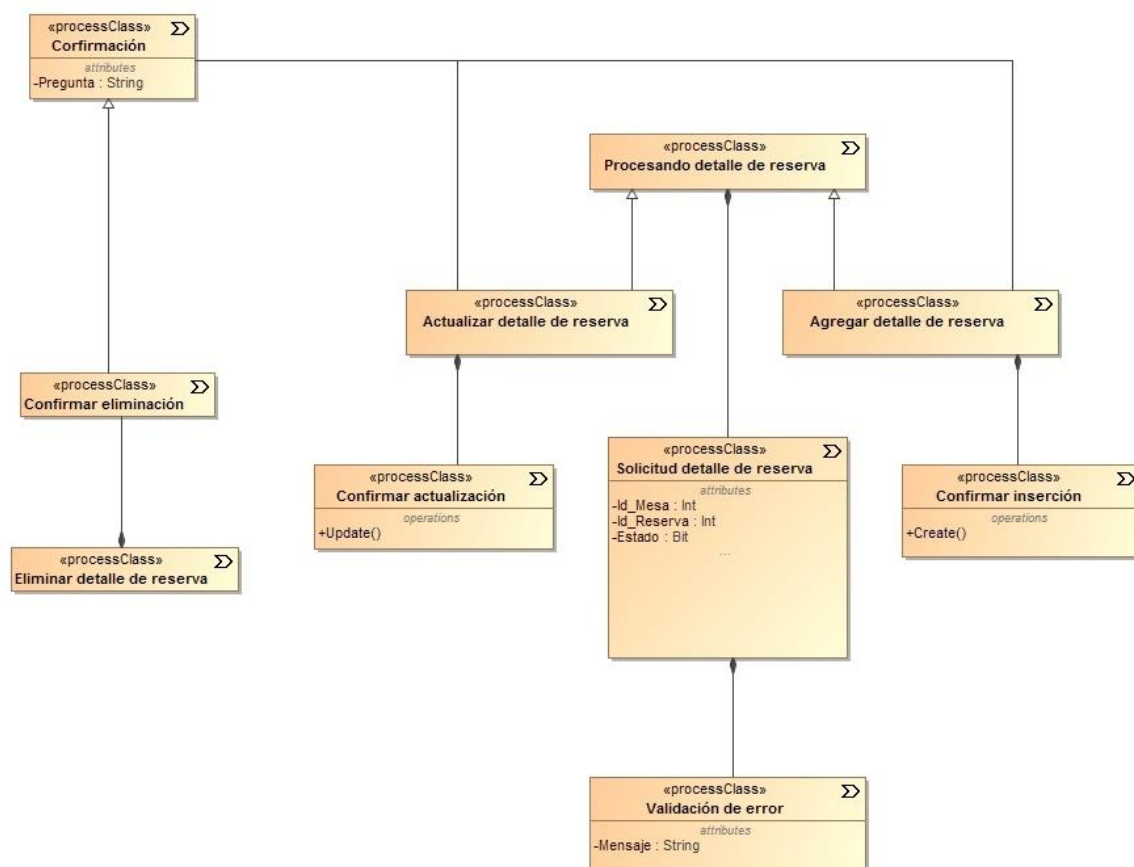 «processClass»
Corfirmación
attributes
-Pregunta : String
«processClass»
Procesando detalle de reserva
«processClass»
Actualizar detalle de reserva
«processClass»
Agregar detalle de reserva
«processClass»
Confirmar eliminación
«processClass»
Confirmar actualización
operations
+Update()
«processClass»
Solicitud detalle de reserva
attributes
-Id_Mesa : Int
-Id_Reserva : Int
-Estado : Bit
...
«processClass»
Confirmar inserción
operations
+Create()
«processClass»
Eliminar detalle de reserva
«processClass»
Validación de error
attributes
-Mensaje : String